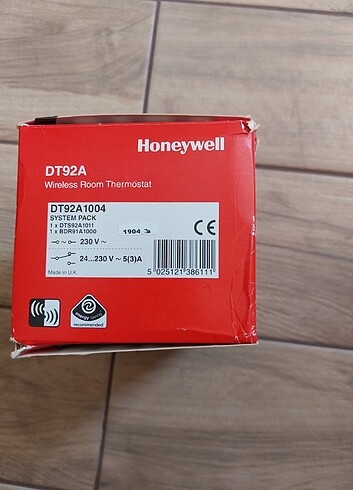 Honeywell
DT92A
Wireless Room Thermostat
DT92A1004
SYSTEM PACK
1 x DTS92A1011
1 x BDR91A1000
1904 3
CE
230 V ~
24...230 V ~ 5(3)A
Made in U.K.
5 025121 386111
energy saving
recommended